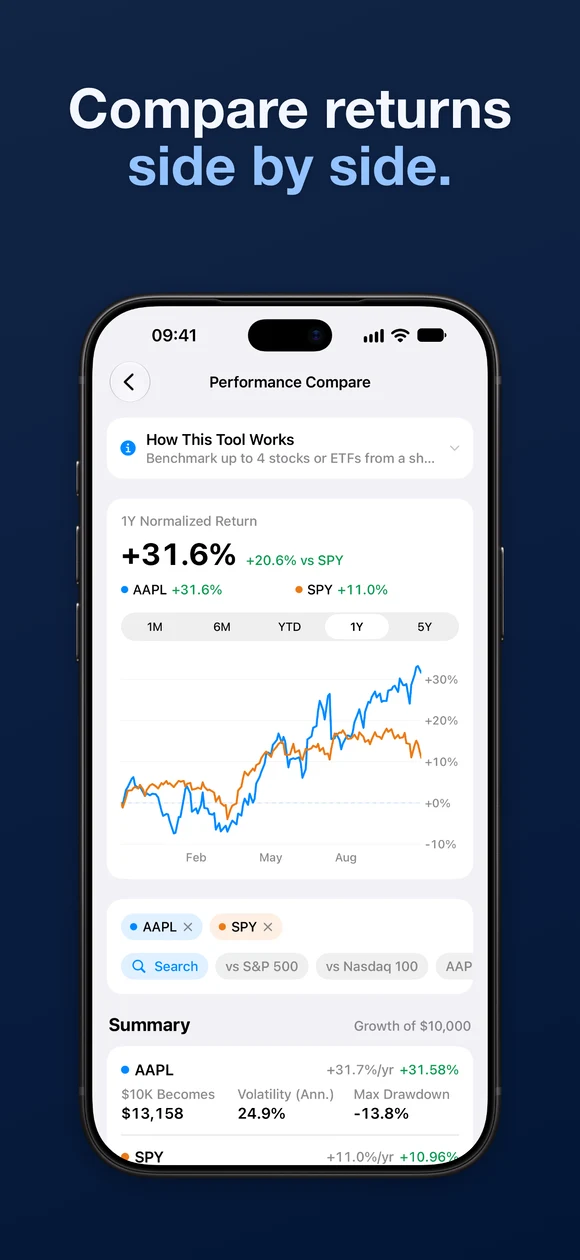 Compare returns
side by side.
09:41
Performance Compare
How This Tool Works
Benchmark up to 4 stocks or ETFs from a sh...
1Y Normalized Return
+31.6% +20.6% vs SPY
AAPL +31.6% SPY +11.0%
1M 6M YTD 1Y 5Y
+30%
+20%
+10%
+0%
-10%
Feb May Aug
AAPL × SPY ×
Search vs S&P 500 vs Nasdaq 100 AAP
Summary Growth of $10,000
AAPL +31.7%/yr +31.58%
$10K Becomes Volatility (Ann.) Max Drawdown
$13,158 24.9% -13.8%
SPY +11.0%/yr +10.96%